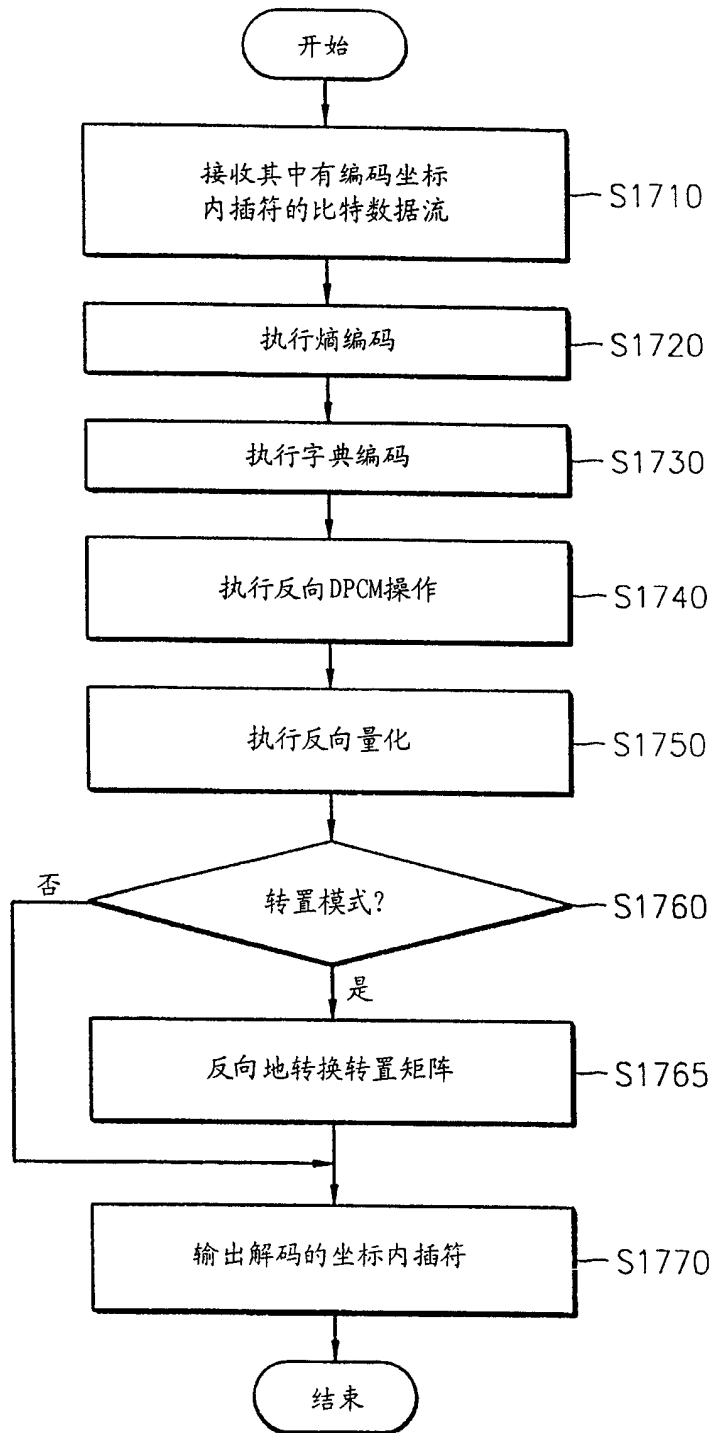 开始
接收其中有编码坐标
内插符的比特数据流
S1710
执行熵编码
S1720
执行字典编码
S1730
执行反向DPCM操作
S1740
执行反向量化
S1750
否
转置模式?
S1760
是
反向地转换转置矩阵
S1765
输出解码的坐标内插符
S1770
结束